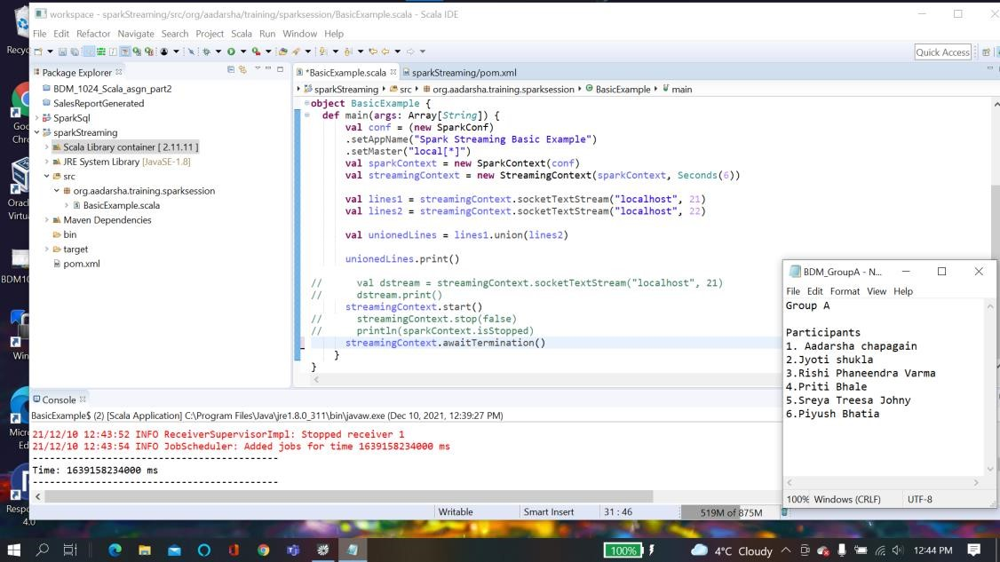 workspace - sparkStreaming/src/org/aadarsha/training/sparksession/BasicExample.scala - Scala IDE
File Edit Refactor Navigate Search Project Scala Run Window Help
Quick Access
Package Explorer
BDM_1024_Scala_asgn_part2
SalesReportGenerated
SparkSql
sparkStreaming
Scala Library container [ 2.11.11 ]
JRE System Library [JavaSE-1.8]
src
org.aadarsha.training.sparksession
BasicExample.scala
Maven Dependencies
bin
target
pom.xml
*BasicExample.scala sparkStreaming/pom.xml
sparkStreaming src org.aadarsha.training.sparksession BasicExample main
object BasicExample {
def main(args: Array[String]) {
val conf = (new SparkConf)
.setAppName("Spark Streaming Basic Example")
.setMaster("local[*]")
val sparkContext = new SparkContext(conf)
val streamingContext = new StreamingContext(sparkContext, Seconds(6))
val lines1 = streamingContext.socketTextStream("localhost", 21)
val lines2 = streamingContext.socketTextStream("localhost", 22)
val unionedLines = lines1.union(lines2)
unionedLines.print()
// val dstream = streamingContext.socketTextStream("localhost", 21)
// dstream.print()
streamingContext.start()
// streamingContext.stop(false)
// println(sparkContext.isStopped)
streamingContext.awaitTermination()
}
}
BDM_GroupA - N...
File Edit Format View Help
Group A
Participants
1. Aadarsha chapagain
2.Jyoti shukla
3.Rishi Phaneendra Varma
4.Priti Bhale
5.Sreya Treesa Johny
6.Piyush Bhatia
100% Windows (CRLF) UTF-8
Console
BasicExample$ (2) [Scala Application] C:\Program Files\Java\jre1.8.0_311\bin\javaw.exe (Dec 10, 2021, 12:39:27 PM)
21/12/10 12:43:52 INFO ReceiverSupervisorImpl: Stopped receiver 1
21/12/10 12:43:54 INFO JobScheduler: Added jobs for time 1639158234000 ms
-------------------------------------------
Time: 1639158234000 ms
-------------------------------------------
Writable Smart Insert 31 : 46 519M of 875M
Recyc
Goo
Chr
Orac
Virtu
BDM10
Win
Micr
Ed
Respo
4.0
100% 4°C Cloudy 12:44 PM